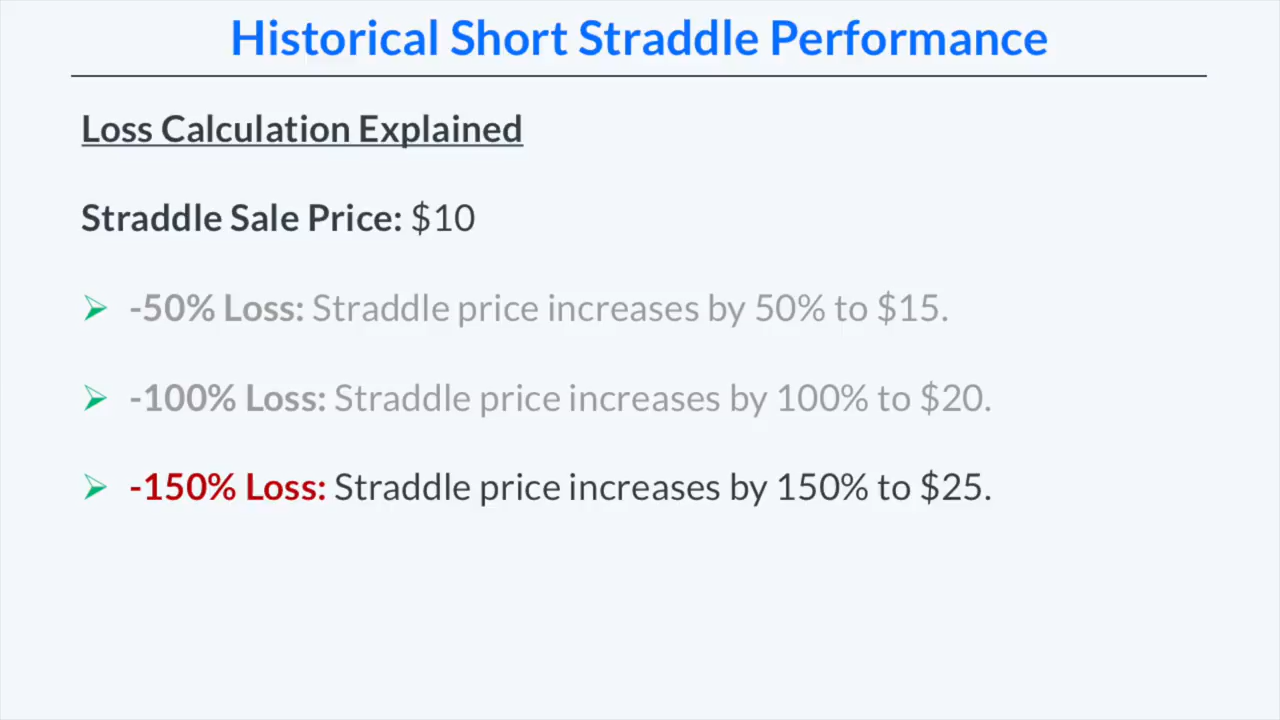 Historical Short Straddle Performance
Loss Calculation Explained
Straddle Sale Price: $10
-50% Loss: Straddle price increases by 50% to $15.
-100% Loss: Straddle price increases by 100% to $20.
-150% Loss: Straddle price increases by 150% to $25.